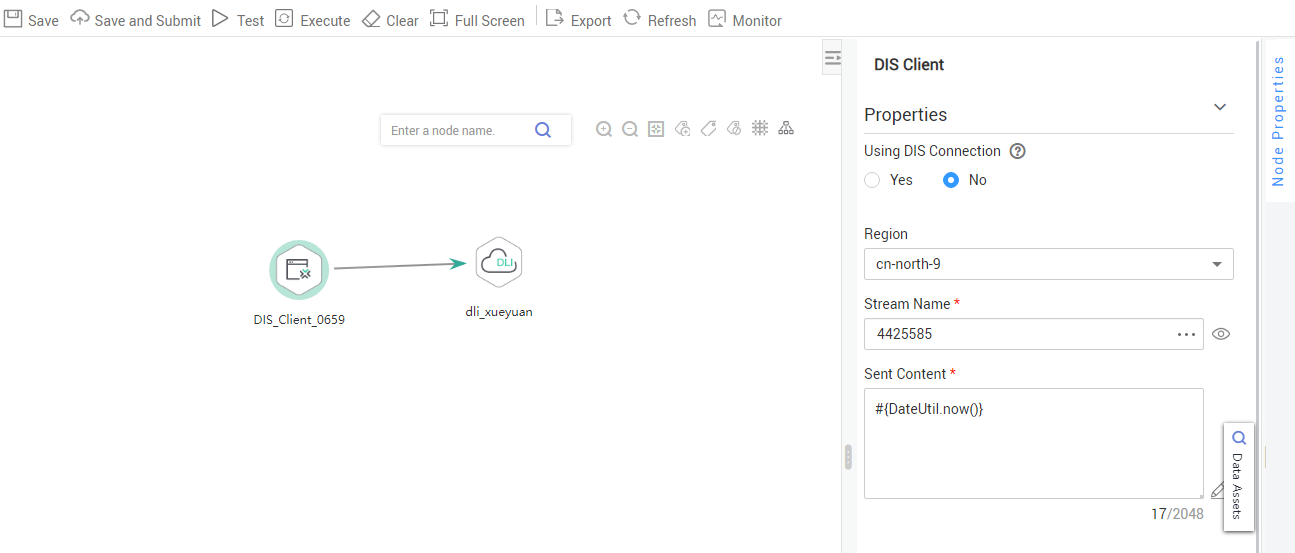 Save Save and Submit Test Execute Clear Full Screen Export Refresh Monitor
Enter a node name.
DLI
DIS_Client_0659
dli_xueyuan
DIS Client
Properties
Using DIS Connection ?
Yes No
Region
cn-north-9
Stream Name *
4425585 ...
Sent Content *
#{DateUtil.now()}
17/2048
Node Properties
Data Assets